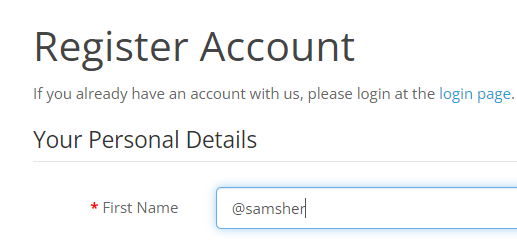 Register Account
If you already have an account with us, please login at the login page.
Your Personal Details
* First Name
@samsher